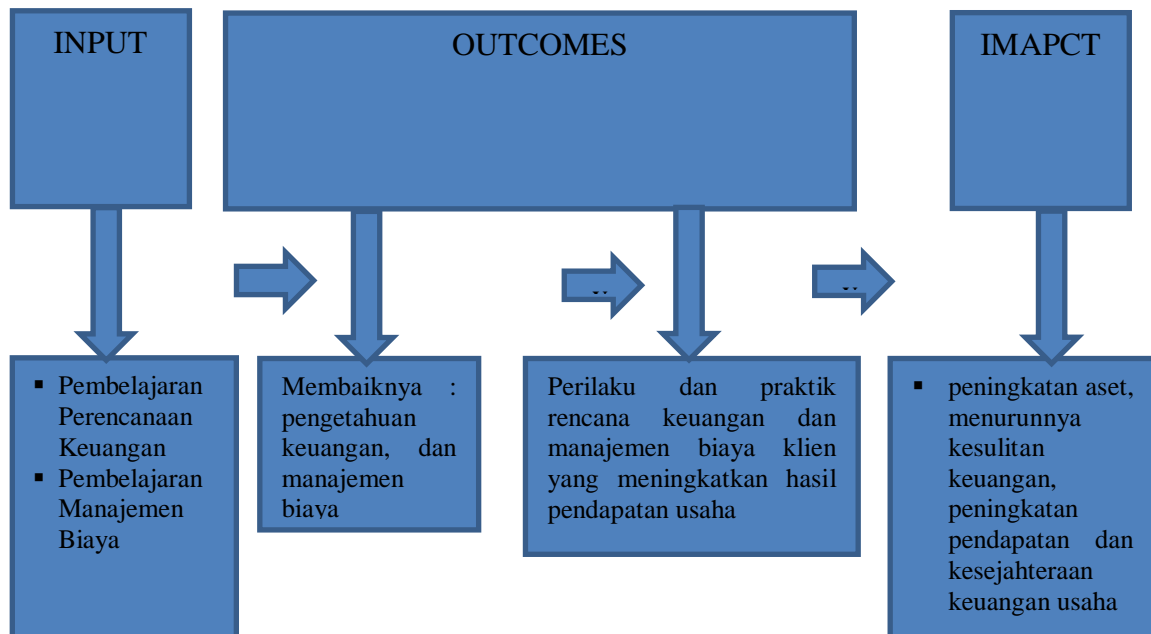 INPUT
OUTCOMES
IMAPCT
▪ Pembelajaran
Perencanaan
Keuangan
▪ Pembelajaran
Manajemen
Biaya
Membaiknya :
pengetahuan
keuangan, dan
manajemen
biaya
Perilaku dan praktik
rencana keuangan dan
manajemen biaya klien
yang meningkatkan hasil
pendapatan usaha
▪ peningkatan aset,
menurunnya
kesulitan
keuangan,
peningkatan
pendapatan dan
kesejahteraan
keuangan usaha